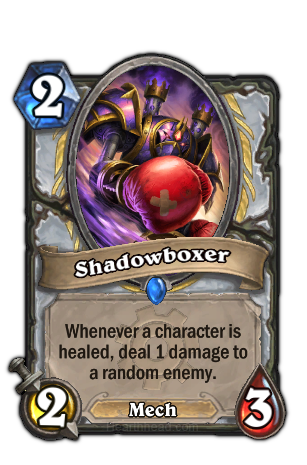 2
Shadowboxer
Whenever a character is
healed, deal 1 damage to
a random enemy.
2
Mech
3